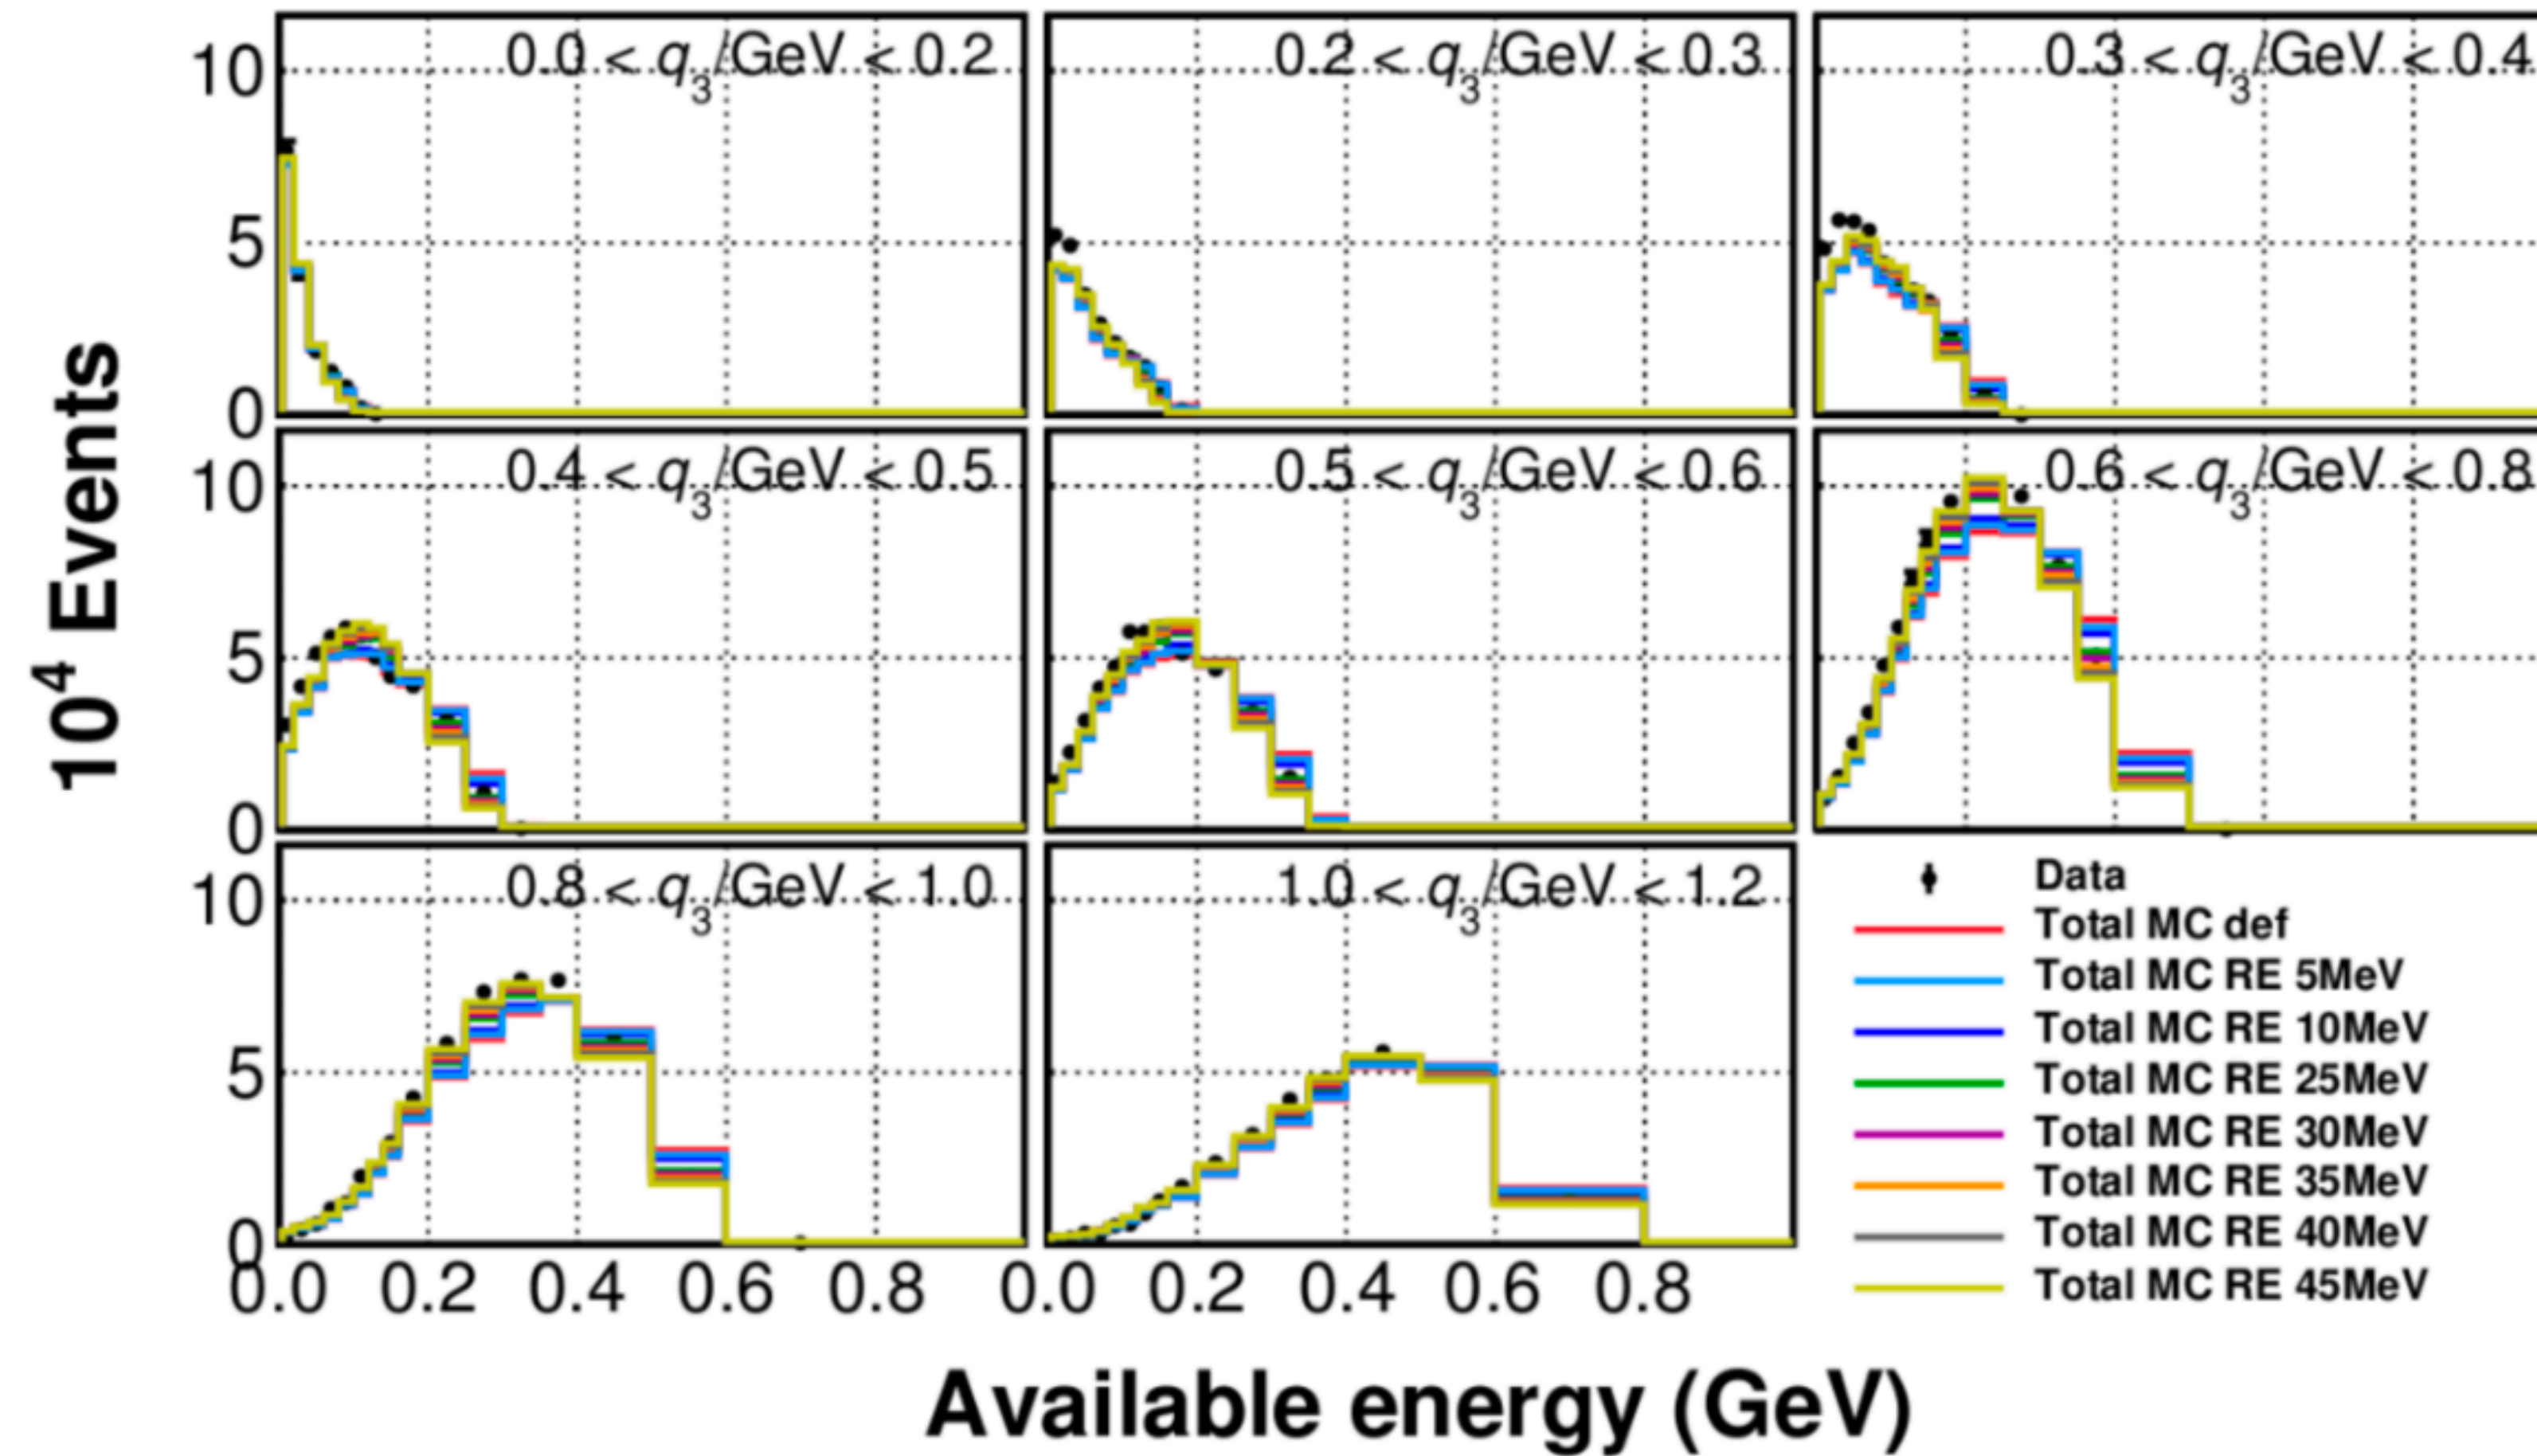 10⁴ Events
0.0 < q₃/GeV < 0.2
0.2 < q₃/GeV < 0.3
0.3 < q₃/GeV < 0.4
10
5
0
0.4 < q₃/GeV < 0.5
0.5 < q₃/GeV < 0.6
0.6 < q₃/GeV < 0.8
10
5
0
0.8 < q₃/GeV < 1.0
1.0 < q₃/GeV < 1.2
10
5
0
Data
Total MC def
Total MC RE 5MeV
Total MC RE 10MeV
Total MC RE 25MeV
Total MC RE 30MeV
Total MC RE 35MeV
Total MC RE 40MeV
Total MC RE 45MeV
0.0 0.2 0.4 0.6 0.8 0.0 0.2 0.4 0.6 0.8
Available energy (GeV)